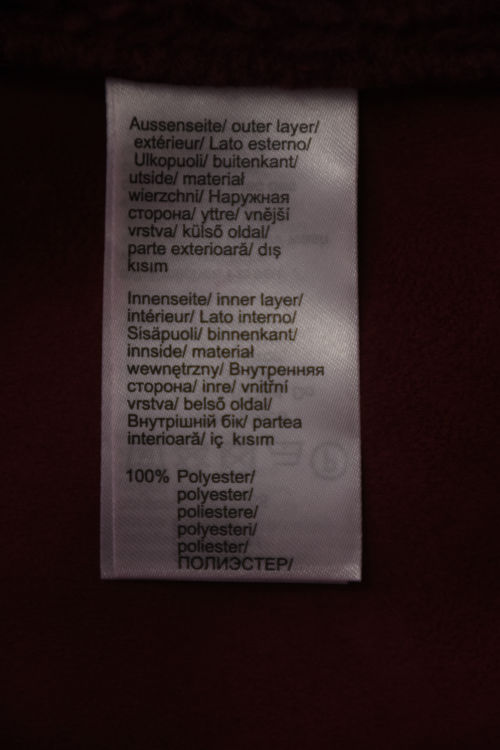 Aussenseite/ outer layer/
extérieur/ Lato esterno/
Ulkopuoli/ buitenkant/
utside/ materiał
wierzchni/ Наружная
сторона/ yttre/ vnější
vrstva/ külső oldal/
parte exterioară/ dış
kısım
Innenseite/ inner layer/
intérieur/ Lato interno/
Sisäpuoli/ binnenkant/
innside/ materiał
wewnętrzny/ Внутренняя
сторона/ inre/ vnitřní
vrstva/ belső oldal/
Внутрішній бік/ partea
interioară/ iç kısım
100% Polyester/
polyester/
poliestere/
polyesteri/
poliester/
ПОЛИЭСТЕР/